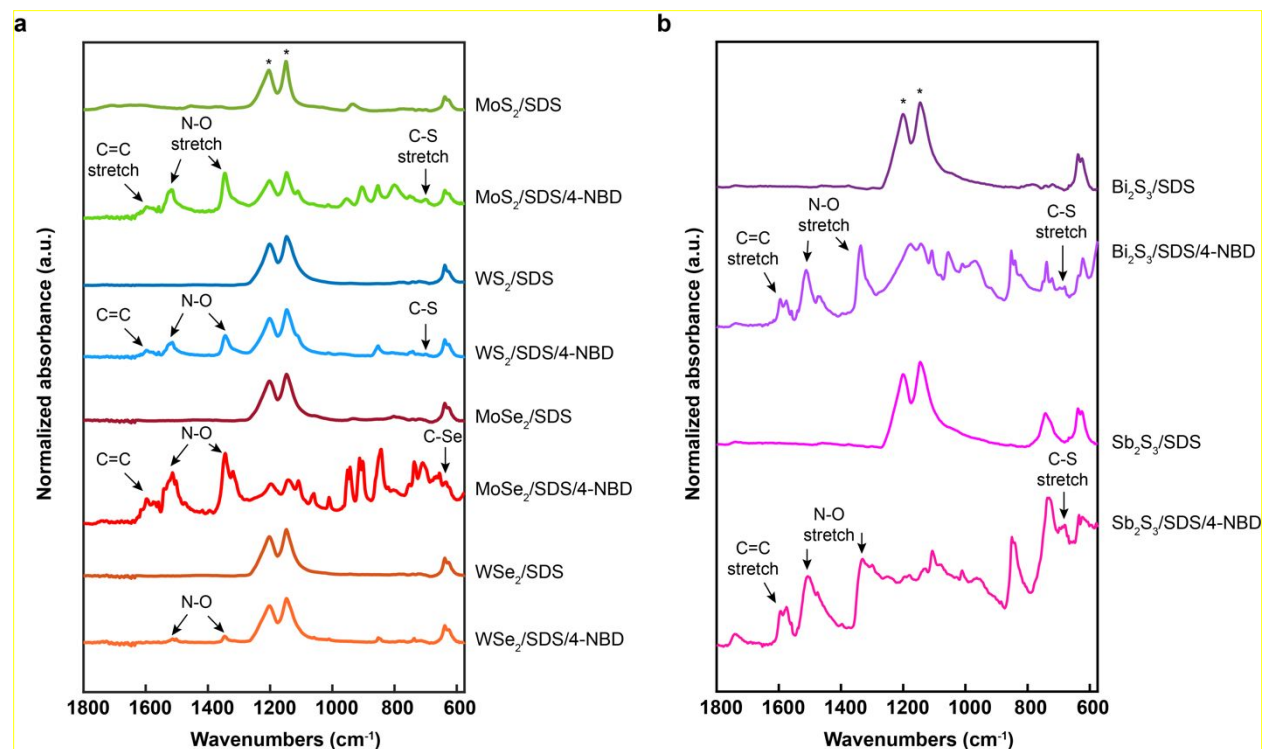 a
* *
MoS₂/SDS
C=C
stretch
N-O
stretch
C-S
stretch
MoS₂/SDS/4-NBD
WS₂/SDS
C=C
N-O
C-S
WS₂/SDS/4-NBD
MoSe₂/SDS
C=C
N-O
C-Se
MoSe₂/SDS/4-NBD
WSe₂/SDS
N-O
WSe₂/SDS/4-NBD
Normalized absorbance (a.u.)
1800 1600 1400 1200 1000 800 600
Wavenumbers (cm⁻¹)
b
* *
Bi₂S₃/SDS
C=C
stretch
N-O
stretch
C-S
stretch
Bi₂S₃/SDS/4-NBD
Sb₂S₃/SDS
C=C
stretch
N-O
stretch
C-S
stretch
Sb₂S₃/SDS/4-NBD
Normalized absorbance (a.u.)
1800 1600 1400 1200 1000 800 600
Wavenumbers (cm⁻¹)